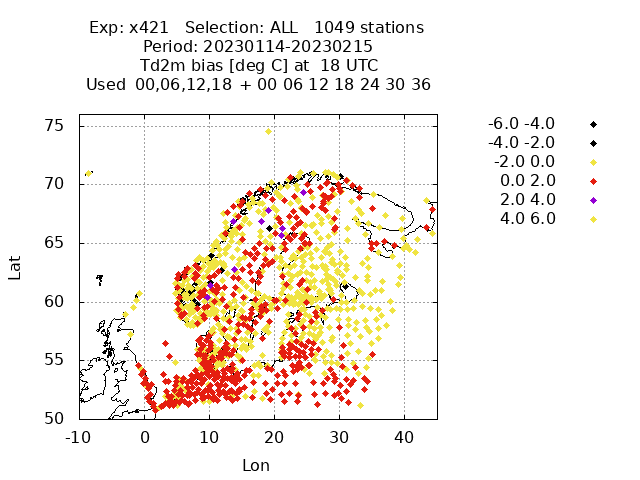 Exp: x421   Selection: ALL   1049 stations
Period: 20230114-20230215
Td2m bias [deg C] at  18 UTC
Used  00,06,12,18 + 00 06 12 18 24 30 36
-6.0 -4.0
-4.0 -2.0
-2.0 0.0
0.0 2.0
2.0 4.0
4.0 6.0
75
70
65
60
55
50
Lat
-10 0 10 20 30 40
Lon